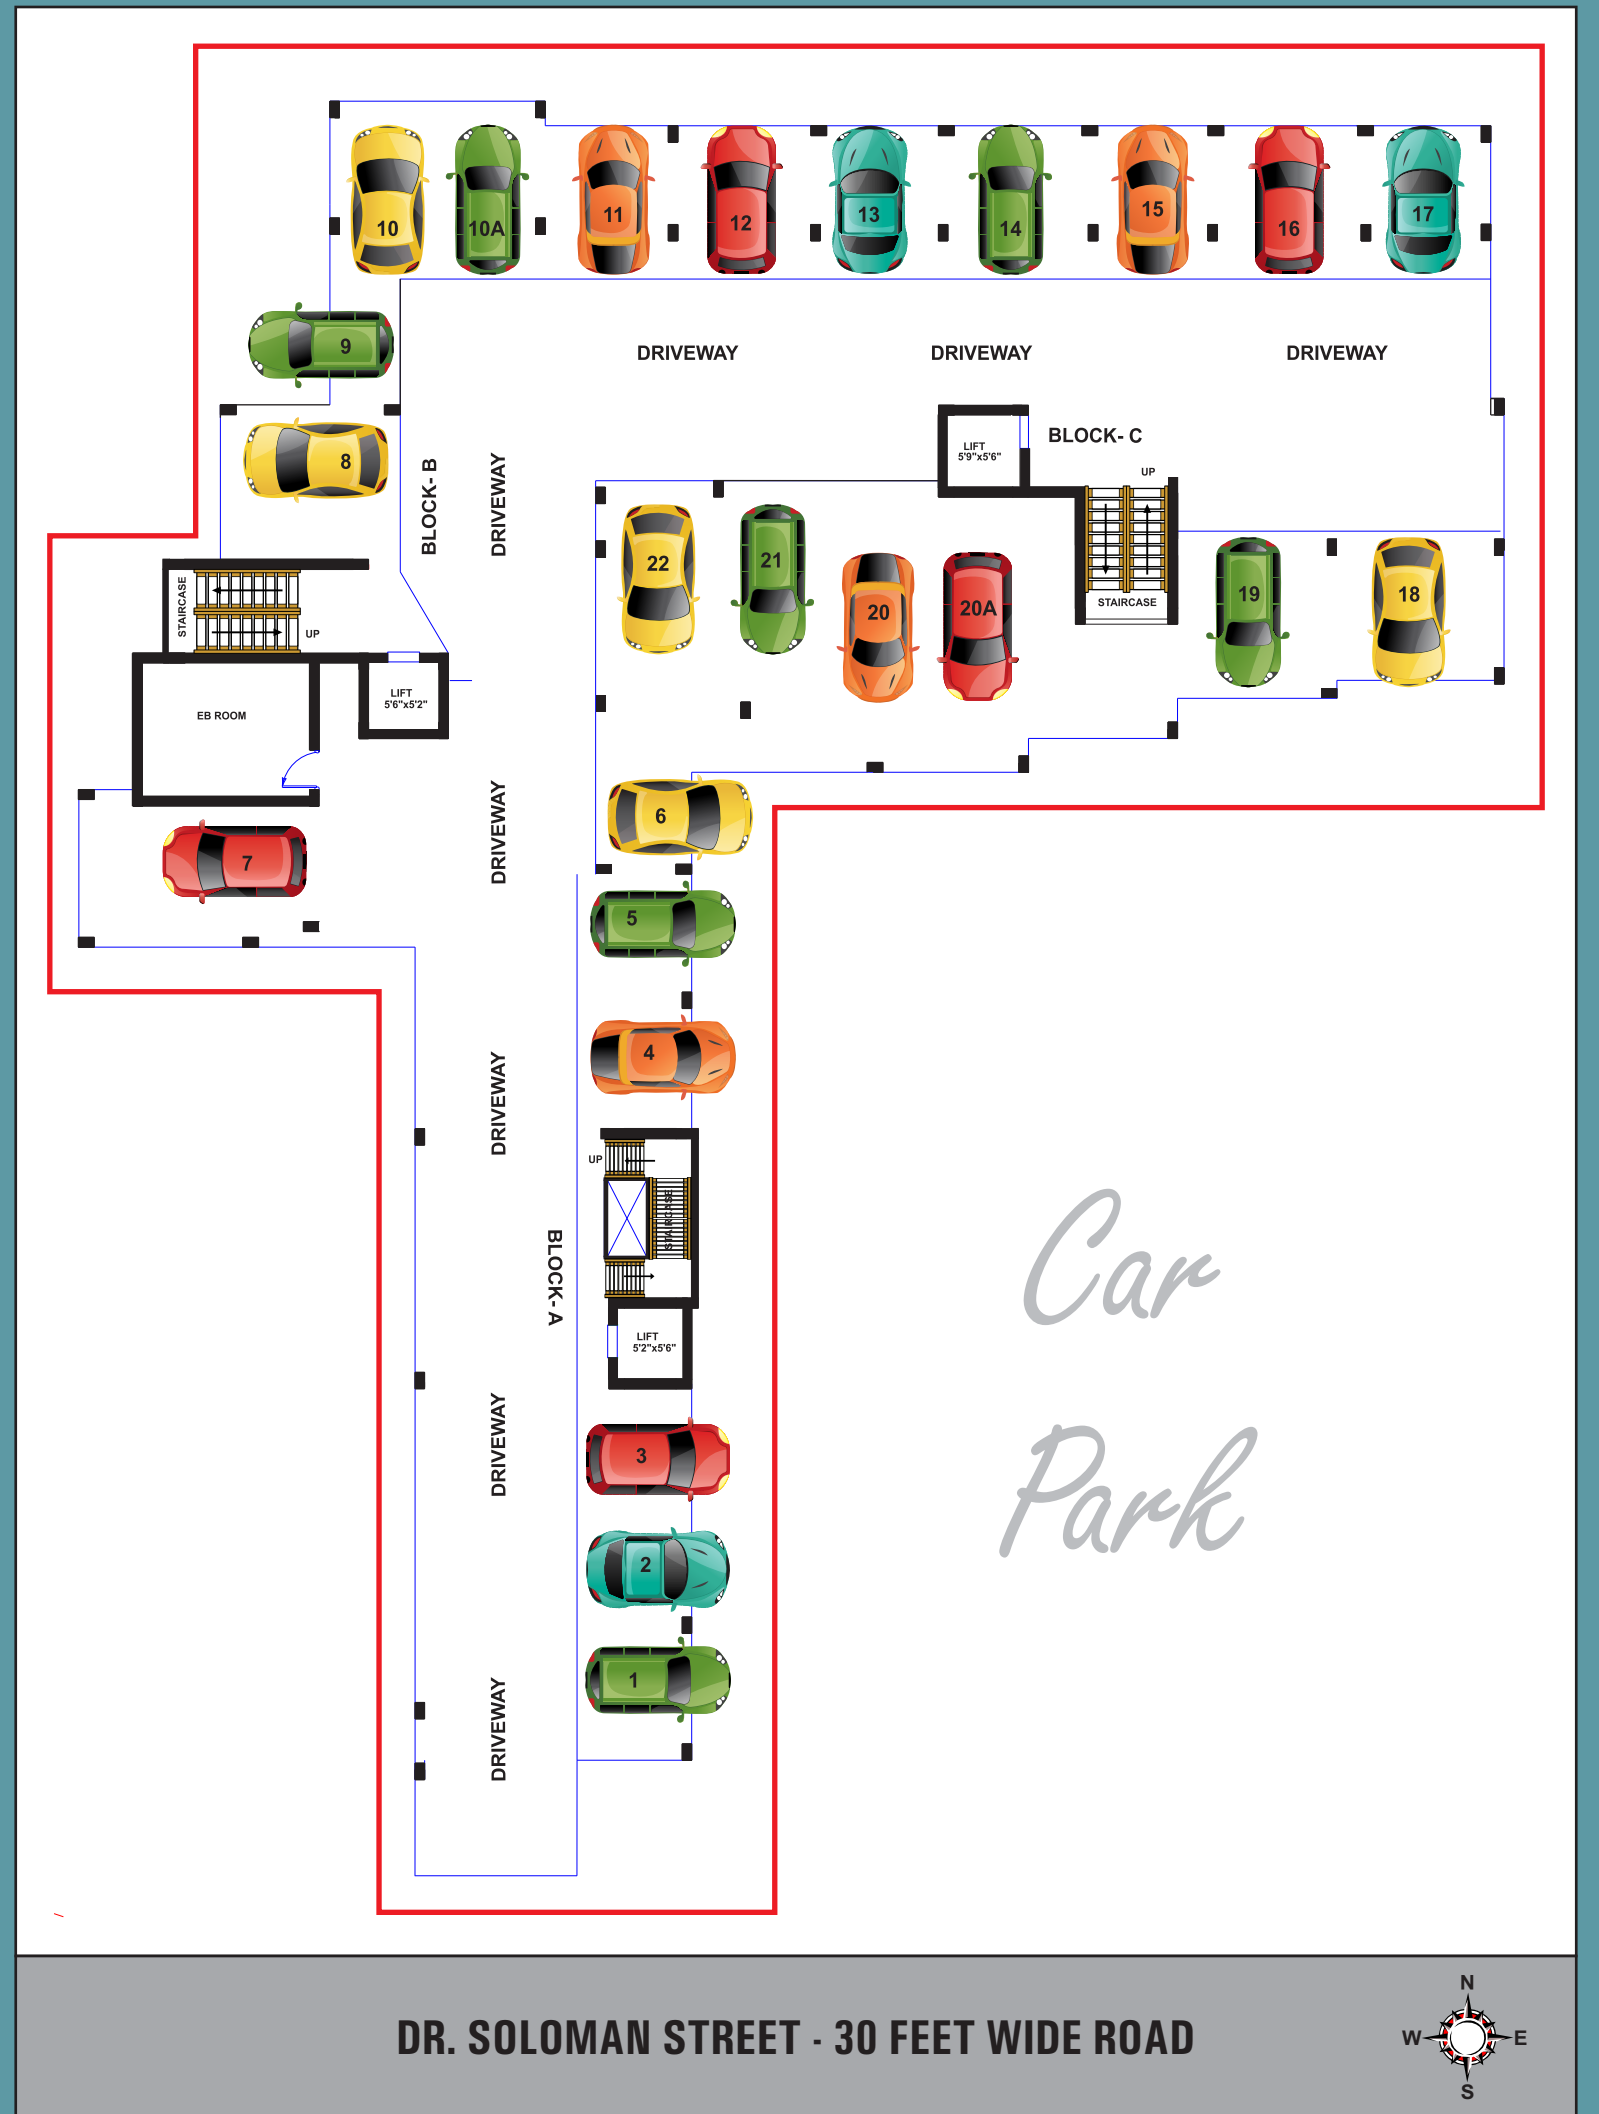 10
10A
11
12
13
14
15
16
17
9
DRIVEWAY
DRIVEWAY
DRIVEWAY
8
BLOCK- B
DRIVEWAY
LIFT
5'9"x5'6"
BLOCK- C
UP
STAIRCASE
22
21
20
20A
19
18
STAIRCASE
UP
LIFT
5'6"x5'2"
EB ROOM
DRIVEWAY
6
7
5
DRIVEWAY
4
UP
STAIRCASE
BLOCK- A
LIFT
5'2"x5'6"
DRIVEWAY
3
2
1
DRIVEWAY
Car
Park
DR. SOLOMAN STREET - 30 FEET WIDE ROAD
N
W
E
S